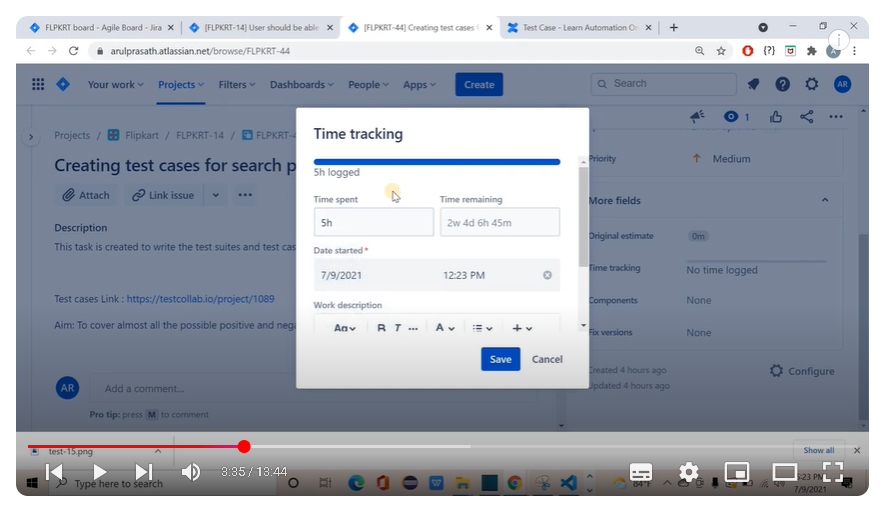 FLPKRT board - Agile Board - Jira
[FLPKRT-14] User should be able
[FLPKRT-44] Creating test cases
Test Case - Learn Automation On
arulprasath.atlassian.net/browse/FLPKRT-44
Your work Projects Filters Dashboards People Apps Create Search AR
Projects / Flipkart / FLPKRT-14 / FLPKRT-4
1
Creating test cases for search p
Attach Link issue
Description
This task is created to write the test suites and test cas
Test cases Link : https://testcollab.io/project/1089
Aim: To cover almost all the possible positive and nega
AR Add a comment...
Pro tip: press M to comment
Time tracking
5h logged
Time spent Time remaining
5h 2w 4d 6h 45m
Date started *
7/9/2021 12:23 PM
Work description
Aa B I ... A
Save Cancel
Priority Medium
More fields
Original estimate 0m
Time tracking No time logged
Components None
Fix versions None
Created 4 hours ago
Updated 4 hours ago
Configure
test-15.png
Show all
3:35 / 13:44
Type here to search
84°F
7/9/2021